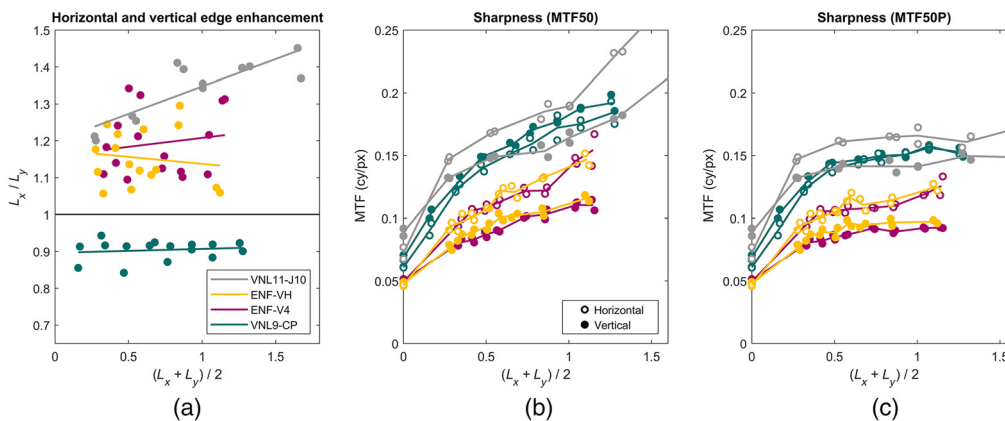 Horizontal and vertical edge enhancement
1.5
1.4
1.3
1.2
1.1
1
0.9
0.8
0.7
0.6
Lx / Ly
0
0.5
1
1.5
(Lx + Ly) / 2
VNL11-J10
ENF-VH
ENF-V4
VNL9-CP
(a)
Sharpness (MTF50)
0.25
0.2
0.15
0.1
0.05
0
MTF (cy/px)
0
0.5
1
1.5
(Lx + Ly) / 2
Horizontal
Vertical
(b)
Sharpness (MTF50P)
0.25
0.2
0.15
0.1
0.05
0
MTF (cy/px)
0
0.5
1
1.5
(Lx + Ly) / 2
(c)